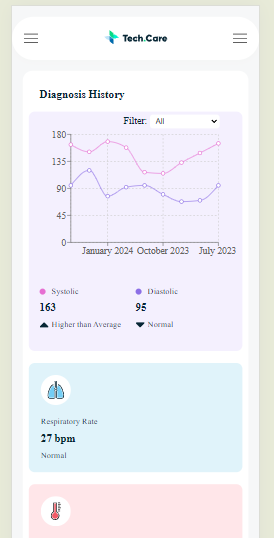 Tech.Care
Diagnosis History
Filter: All
180
135
90
45
0
January 2024 October 2023 July 2023
Systolic
163
Higher than Average
Diastolic
95
Normal
Respiratory Rate
27 bpm
Normal